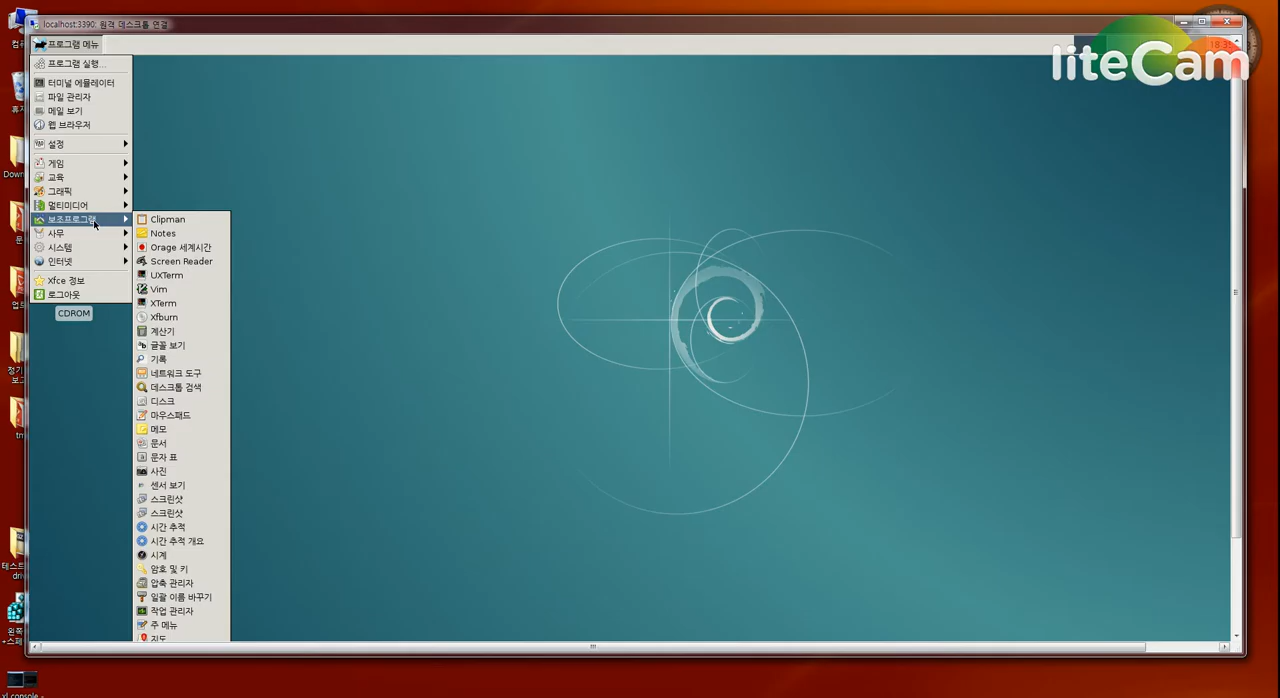 localhost:3390: 원격 데스크톱 연결
liteCam
프로그램 메뉴
프로그램 실행...
터미널 에뮬레이터
파일 관리자
메일 보기
웹 브라우저
설정
게임
교육
그래픽
멀티미디어
보조프로그램
사무
시스템
인터넷
Xfce 정보
로그아웃
CDROM
Clipman
Notes
Orage 세계시간
Screen Reader
UXTerm
Vim
XTerm
Xfburn
계산기
글꼴 보기
기록
네트워크 도구
데스크톱 검색
디스크
마우스패드
메모
문서
문자 표
사진
센서 보기
스크린샷
스크린샷
시간 추적
시간 추적 개요
시계
암호 및 키
압축 관리자
일괄 이름 바꾸기
작업 관리자
주 메뉴
지도
Down
xl console -